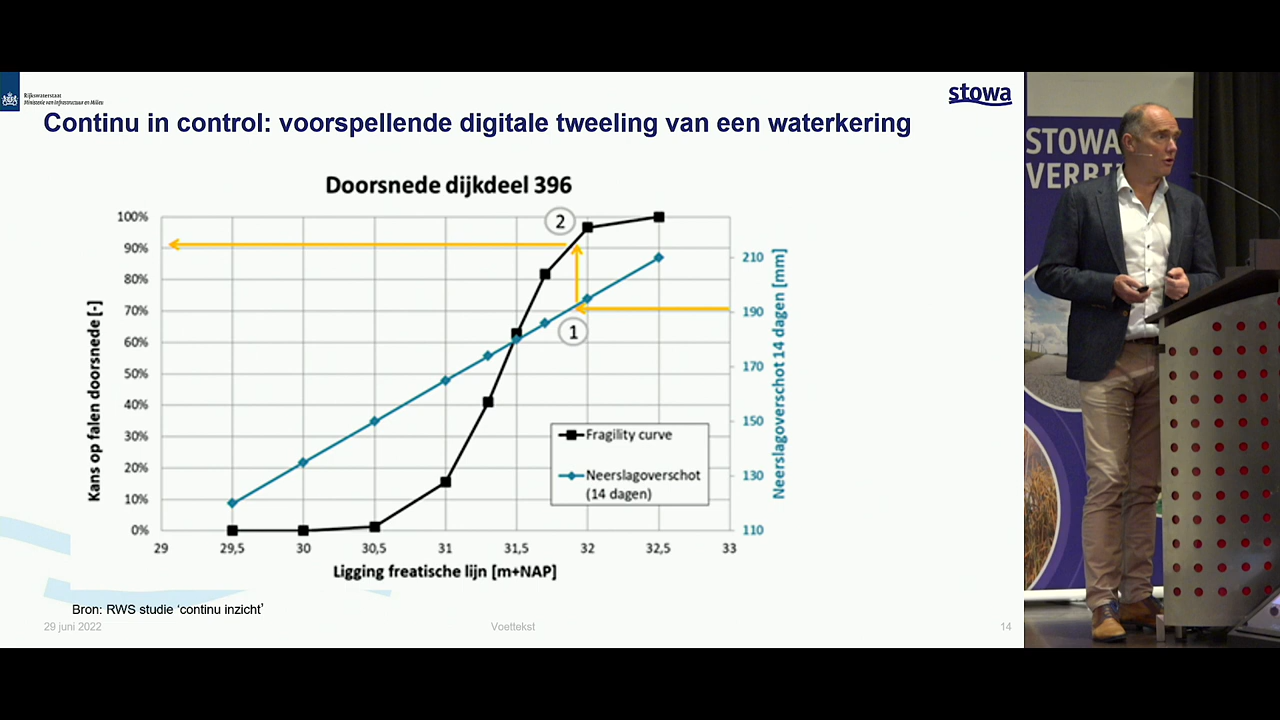 Rijkswaterstaat
Ministerie van Infrastructuur en Milieu
stowa
Continu in control: voorspellende digitale tweeling van een waterkering
Doorsnede dijkdeel 396
Kans op falen doorsnede [-]
100%
90%
80%
70%
60%
50%
40%
30%
20%
10%
0%
2
1
210
190
170
150
130
110
Neerslagoverschot 14 dagen [mm]
Fragility curve
Neerslagoverschot
(14 dagen)
29 29,5 30 30,5 31 31,5 32 32,5 33
Ligging freatische lijn [m+NAP]
Bron: RWS studie ‘continu inzicht’
29 juni 2022 Voettekst 14
STOWA